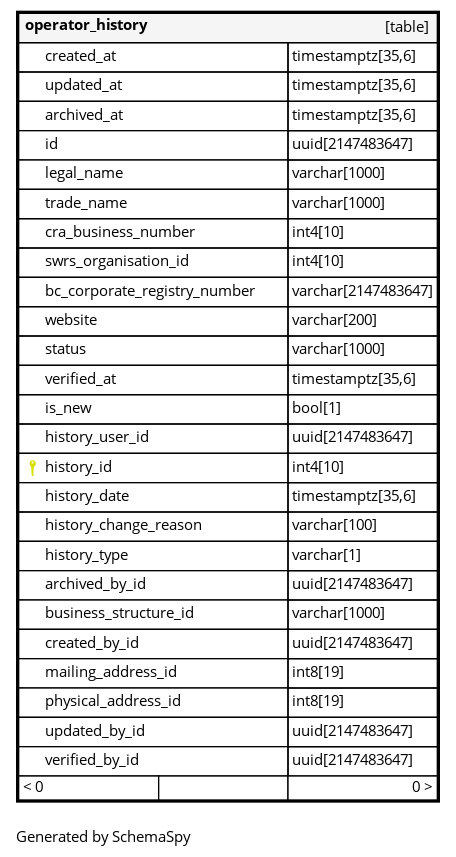 operator_history [table]
created_at timestamptz[35,6]
updated_at timestamptz[35,6]
archived_at timestamptz[35,6]
id uuid[2147483647]
legal_name varchar[1000]
trade_name varchar[1000]
cra_business_number int4[10]
swrs_organisation_id int4[10]
bc_corporate_registry_number varchar[2147483647]
website varchar[200]
status varchar[1000]
verified_at timestamptz[35,6]
is_new bool[1]
history_user_id uuid[2147483647]
history_id int4[10]
history_date timestamptz[35,6]
history_change_reason varchar[100]
history_type varchar[1]
archived_by_id uuid[2147483647]
business_structure_id varchar[1000]
created_by_id uuid[2147483647]
mailing_address_id int8[19]
physical_address_id int8[19]
updated_by_id uuid[2147483647]
verified_by_id uuid[2147483647]
< 0 0 >
Generated by SchemaSpy